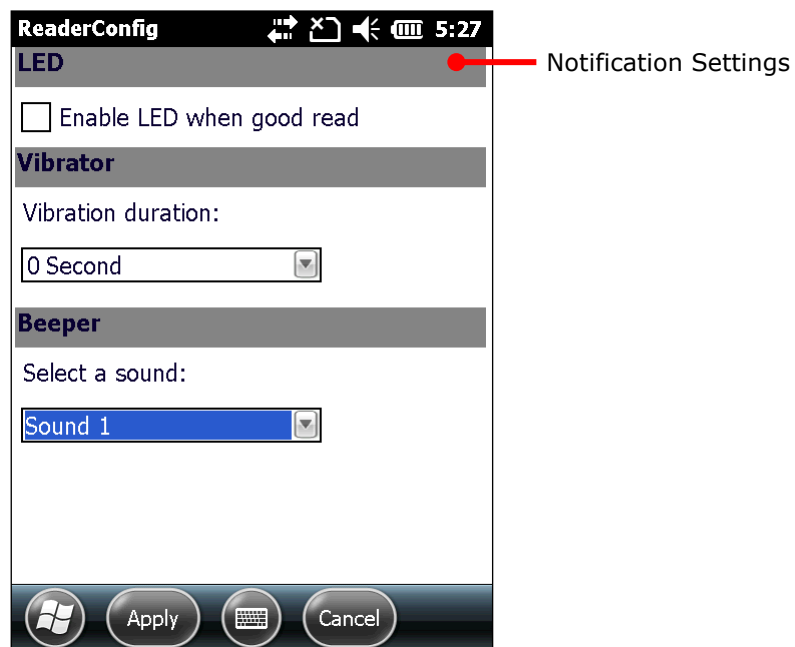 ReaderConfig 5:27
LED
Notification Settings
Enable LED when good read
Vibrator
Vibration duration:
0 Second
Beeper
Select a sound:
Sound 1
Apply Cancel